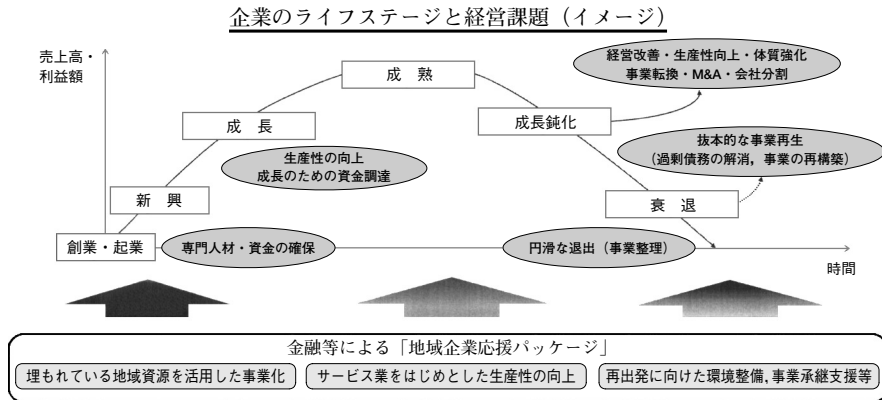 企業のライフステージと経営課題（イメージ）
売上高・
利益額
成　熟
経営改善・生産性向上・体質強化
事業転換・M&A・会社分割
成　長
成長鈍化
生産性の向上
成長のための資金調達
抜本的な事業再生
（過剰債務の解消，事業の再構築）
新　興
衰　退
創業・起業
専門人材・資金の確保
円滑な退出（事業整理）
時間
金融等による「地域企業応援パッケージ」
埋もれている地域資源を活用した事業化
サービス業をはじめとした生産性の向上
再出発に向けた環境整備，事業承継支援等